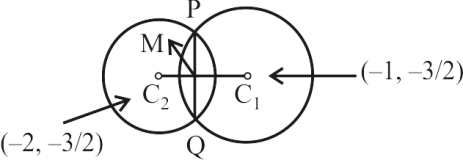 P
M
C₂ C₁
(–1, –3/2)
(–2, –3/2)
Q